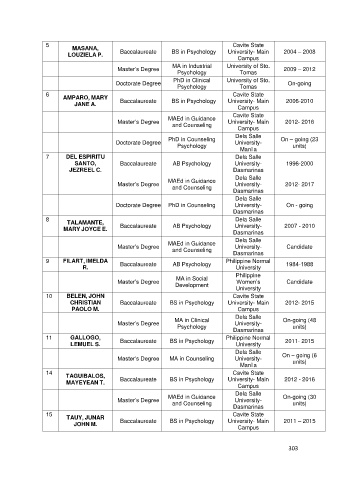 5
MASANA,
LOUZIELA P.
Baccalaureate
BS in Psychology
Cavite State
University- Main
Campus
2004 – 2008
Master's Degree
MA in Industrial
Psychology
University of Sto.
Tomas
2009 – 2012
Doctorate Degree
PhD in Clinical
Psychology
University of Sto.
Tomas
On-going
6
AMPARO, MARY
JANE A.
Baccalaureate
BS in Psychology
Cavite State
University- Main
Campus
2006-2010
Master's Degree
MAEd in Guidance
and Counseling
Cavite State
University- Main
Campus
2012- 2016
Doctorate Degree
PhD in Counseling
Psychology
Dela Salle
University-
Manila
On – going (23
units)
7
DEL ESPIRITU
SANTO,
JEZREEL C.
Baccalaureate
AB Psychology
Dela Salle
University-
Dasmarinas
1996-2000
Master's Degree
MAEd in Guidance
and Counseling
Dela Salle
University-
Dasmarinas
2012- 2017
Doctorate Degree
PhD in Counseling
Dela Salle
University-
Dasmarinas
On - going
8
TALAMANTE,
MARY JOYCE E.
Baccalaureate
AB Psychology
Dela Salle
University-
Dasmarinas
2007 - 2010
Master's Degree
MAEd in Guidance
and Counseling
Dela Salle
University-
Dasmarinas
Candidate
9
FILART, IMELDA
R.
Baccalaureate
AB Psychology
Philippine Normal
University
1984-1988
Master's Degree
MA in Social
Development
Philippine
Women's
University
Candidate
10
BELEN, JOHN
CHRISTIAN
PAOLO M.
Baccalaureate
BS in Psychology
Cavite State
University- Main
Campus
2012- 2015
Master's Degree
MA in Clinical
Psychology
Dela Salle
University-
Dasmarinas
On-going (48
units)
11
GALLOGO,
LEMUEL S.
Baccalaureate
BS in Psychology
Philippine Normal
University
2011- 2015
Master's Degree
MA in Counseling
Dela Salle
University-
Manila
On – going (6
units)
14
TAGUIBALOS,
MAYEYEAN T.
Baccalaureate
BS in Psychology
Cavite State
University- Main
Campus
2012 - 2016
Master's Degree
MAEd in Guidance
and Counseling
Dela Salle
University-
Dasmarinas
On-going (30
units)
15
TAUY, JUNAR
JOHN M.
Baccalaureate
BS in Psychology
Cavite State
University- Main
Campus
2011 – 2015
303